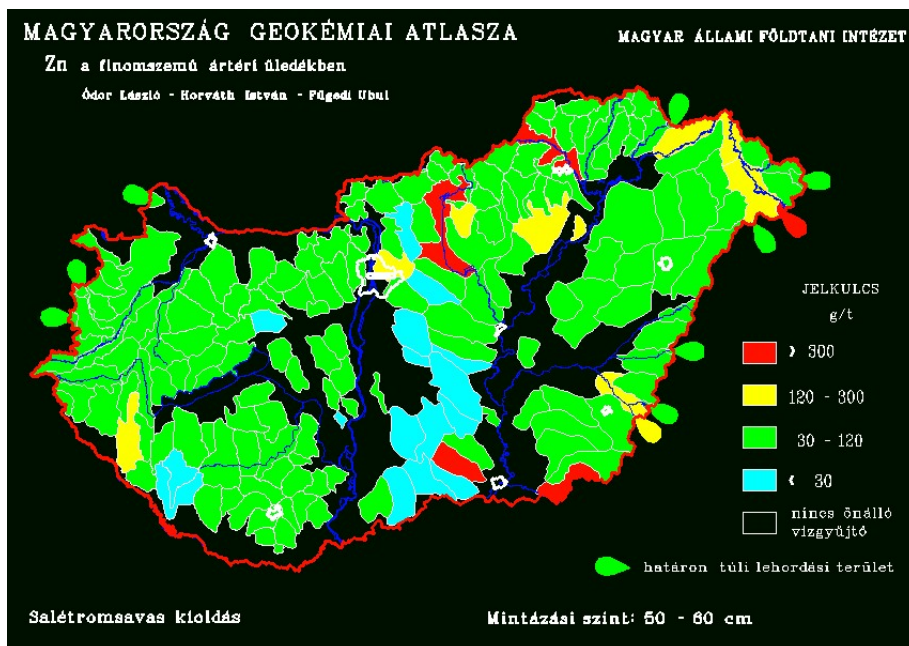 MAGYARORSZÁG GEOKÉMIAI ATLASZA
MAGYAR ÁLLAMI FÖLDTANI INTÉZET
Zn a finomszemű ártéri üledékben
Ódor László - Horváth István - Fügedi Ubul
JELKULCS
g/t
> 300
120 - 300
30 - 120
< 30
nincs önálló
vízgyűjtő
határon túli lehordási terület
Salétromsavas kioldás
Mintázási szint: 50 - 60 cm